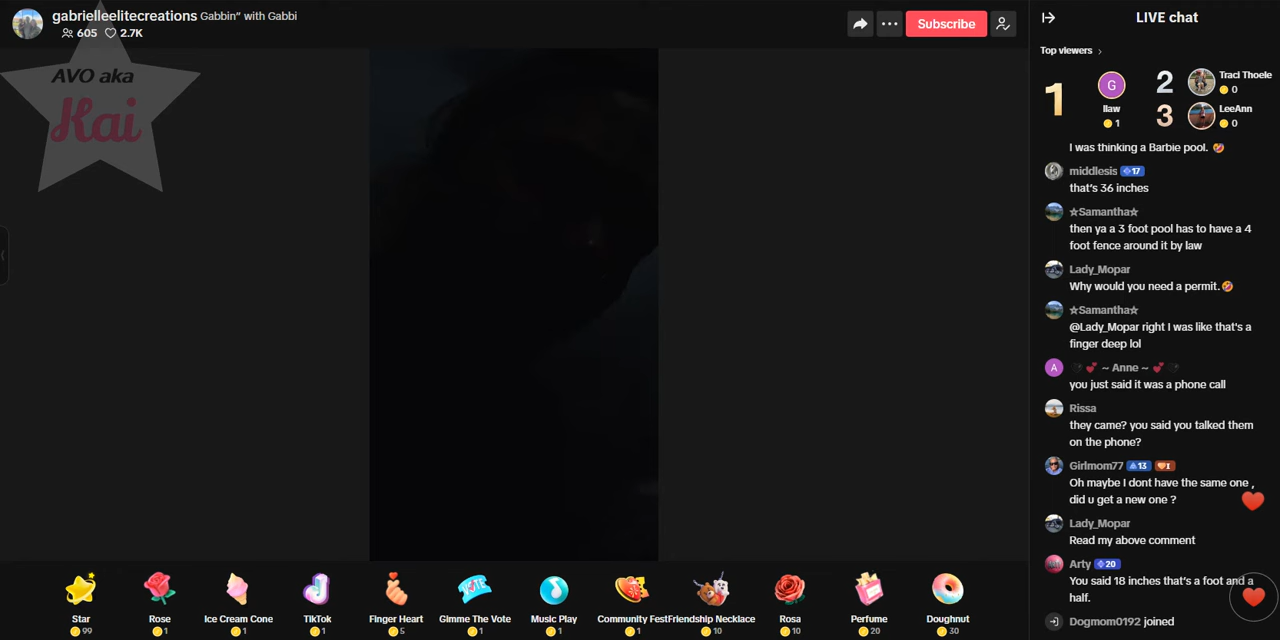 gabrielleelitecreations Gabbin" with Gabbi
605 2.7K
Subscribe
AVO aka
Kai
LIVE chat
Top viewers >
1
G
llaw
1
2
Traci Thoele
0
3
LeeAnn
0
I was thinking a Barbie pool. 🤣
middlesis 17
that's 36 inches
☆Samantha☆
then ya a 3 foot pool has to have a 4
foot fence around it by law
Lady_Mopar
Why would you need a permit.🤣
☆Samantha☆
@Lady_Mopar right I was like that's a
finger deep lol
A
🖤💕 ~ Anne ~ 💕🖤
you just said it was a phone call
Rissa
they came? you said you talked them
on the phone?
Girlmom77 13 I
Oh maybe I dont have the same one ,
did u get a new one ?
Lady_Mopar
Read my above comment
Arty 20
You said 18 inches that's a foot and a
half.
Dogmom0192 joined
Star
99
Rose
1
Ice Cream Cone
1
TikTok
1
Finger Heart
5
VOTE
Gimme The Vote
1
Music Play
1
Community Fest
1
Friendship Necklace
10
Rosa
10
Perfume
20
Doughnut
30